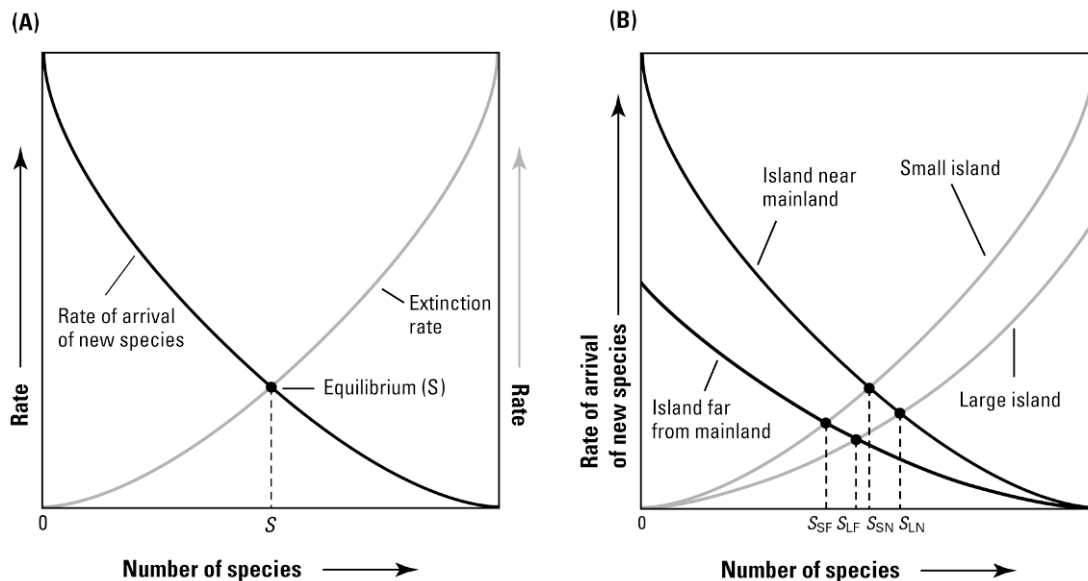 (A)
Rate
Rate of arrival
of new species
Extinction
rate
Equilibrium (S)
Rate
0
S
Number of species
(B)
Rate of arrival
of new species
Island near
mainland
Small island
Island far
from mainland
Large island
0
SSF SLF SSN SLN
Number of species